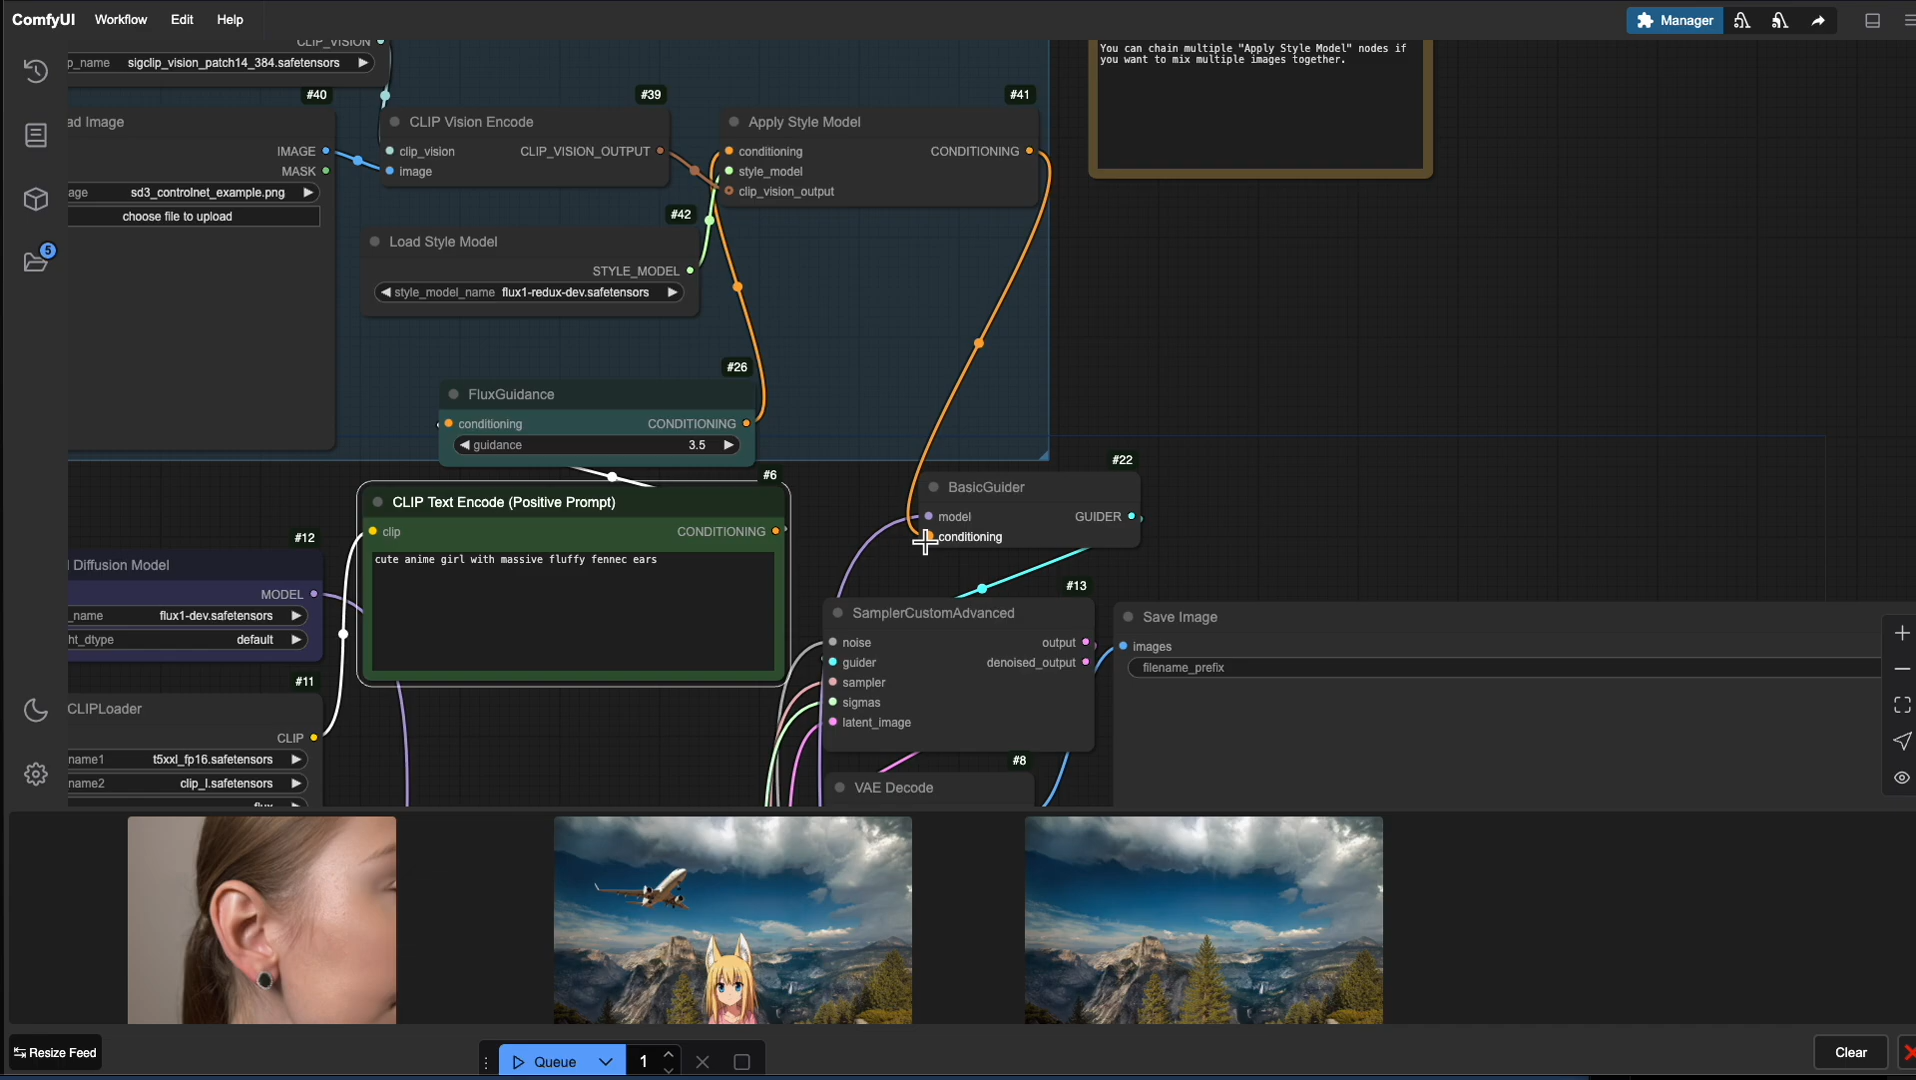 ComfyUI Workflow Edit Help
Manager
CLIP_VISION
p_name sigclip_vision_patch14_384.safetensors
You can chain multiple "Apply Style Model" nodes if
you want to mix multiple images together.
#40
#39
#41
ad Image
CLIP Vision Encode
Apply Style Model
IMAGE
MASK
age sd3_controlnet_example.png
choose file to upload
clip_vision CLIP_VISION_OUTPUT
image
conditioning CONDITIONING
style_model
clip_vision_output
#42
Load Style Model
STYLE_MODEL
style_model_name flux1-redux-dev.safetensors
5
#26
FluxGuidance
conditioning CONDITIONING
guidance 3.5
#6
CLIP Text Encode (Positive Prompt)
clip CONDITIONING
cute anime girl with massive fluffy fennec ears
#22
BasicGuider
model GUIDER
conditioning
#12
l Diffusion Model
MODEL
_name flux1-dev.safetensors
ht_dtype default
#11
CLIPLoader
CLIP
name1 t5xxl_fp16.safetensors
name2 clip_l.safetensors
flux
#13
SamplerCustomAdvanced
noise output
guider denoised_output
sampler
sigmas
latent_image
Save Image
images
filename_prefix
#8
VAE Decode
Resize Feed
Queue 1
Clear